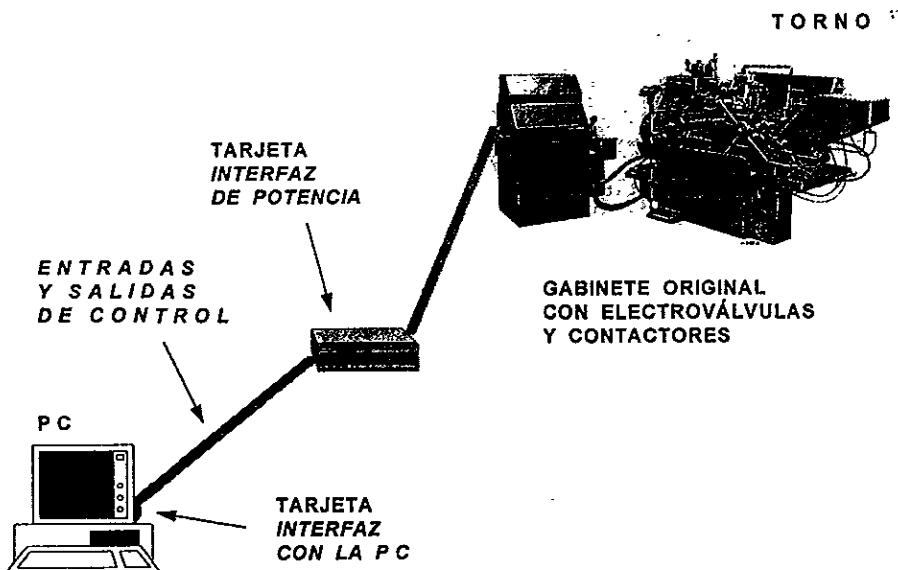 TORNO
TARJETA
INTERFAZ
DE POTENCIA
ENTRADAS
Y SALIDAS
DE CONTROL
GABINETE ORIGINAL
CON ELECTROVÁLVULAS
Y CONTACTORES
PC
TARJETA
INTERFAZ
CON LA PC